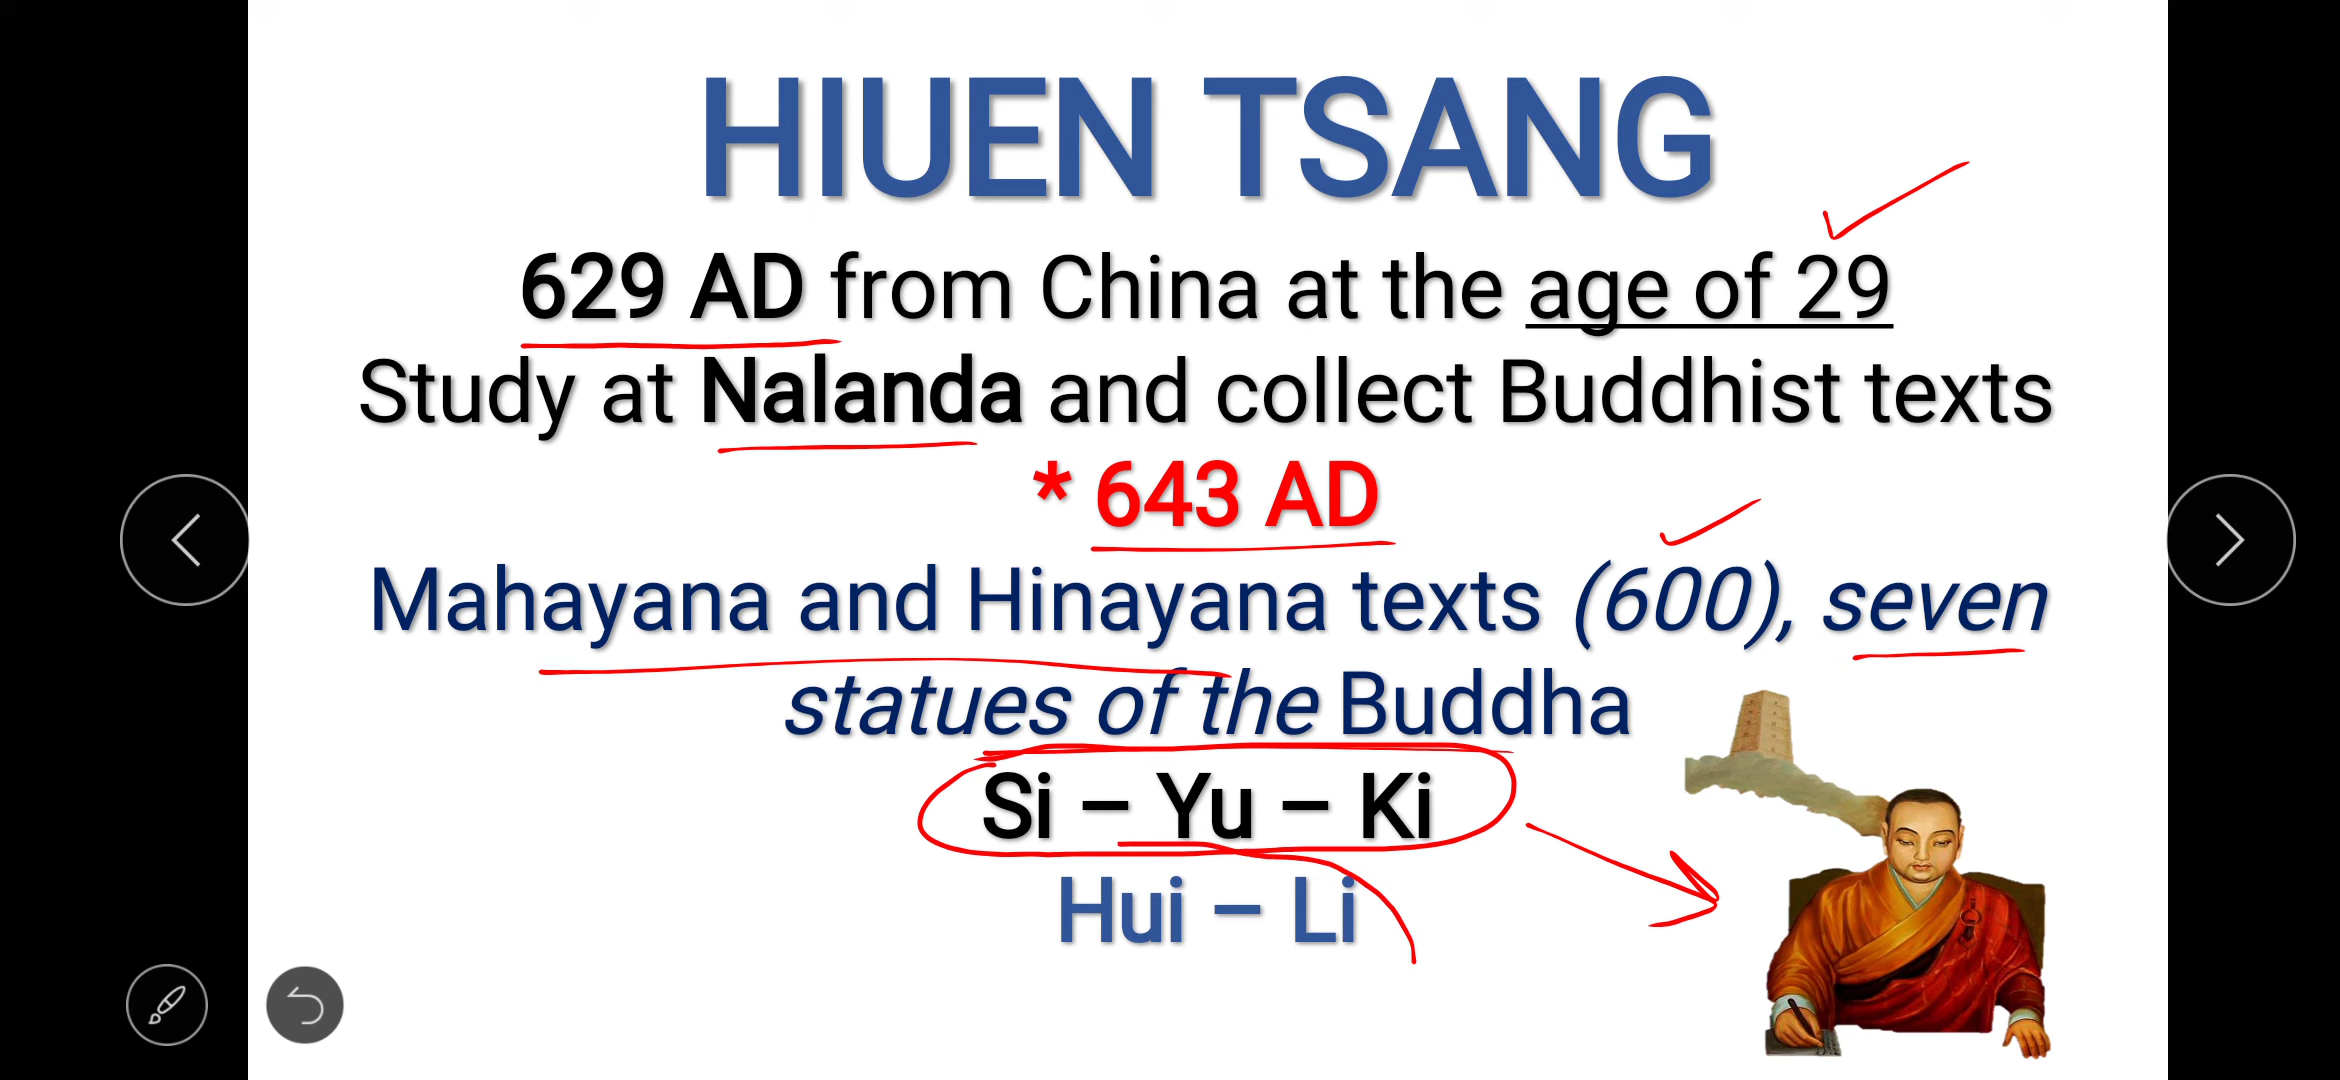 HIUEN TSANG
629 AD from China at the age of 29
Study at Nalanda and collect Buddhist texts
* 643 AD
Mahayana and Hinayana texts (600), seven
statues of the Buddha
Si – Yu – Ki
Hui – Li